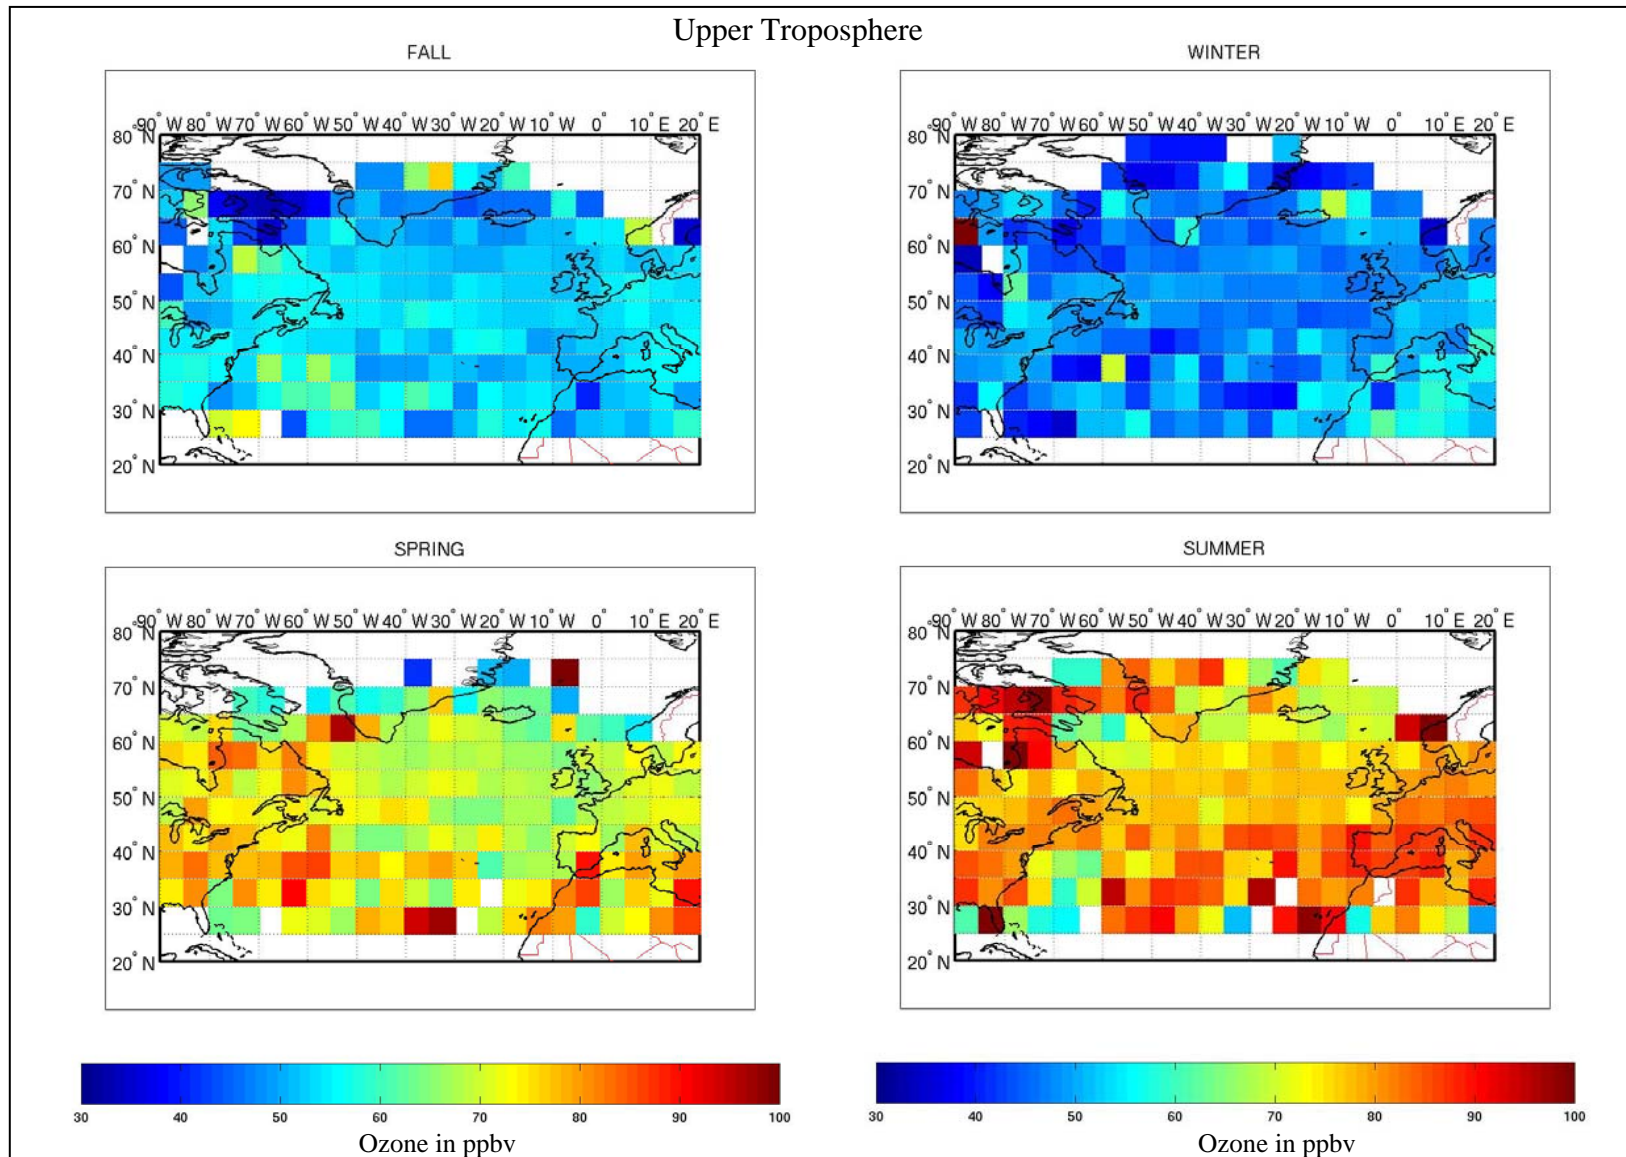 Upper Troposphere
FALL
90° W 80° W 70° W 60° W 50° W 40° W 30° W 20° W 10° W 0° 10° E 20° E
80° N
70° N
60° N
50° N
40° N
30° N
20° N
WINTER
90° W 80° W 70° W 60° W 50° W 40° W 30° W 20° W 10° W 0° 10° E 20° E
80° N
70° N
60° N
50° N
40° N
30° N
20° N
SPRING
90° W 80° W 70° W 60° W 50° W 40° W 30° W 20° W 10° W 0° 10° E 20° E
80° N
70° N
60° N
50° N
40° N
30° N
20° N
SUMMER
90° W 80° W 70° W 60° W 50° W 40° W 30° W 20° W 10° W 0° 10° E 20° E
80° N
70° N
60° N
50° N
40° N
30° N
20° N
30 40 50 60 70 80 90 100
Ozone in ppbv
30 40 50 60 70 80 90 100
Ozone in ppbv